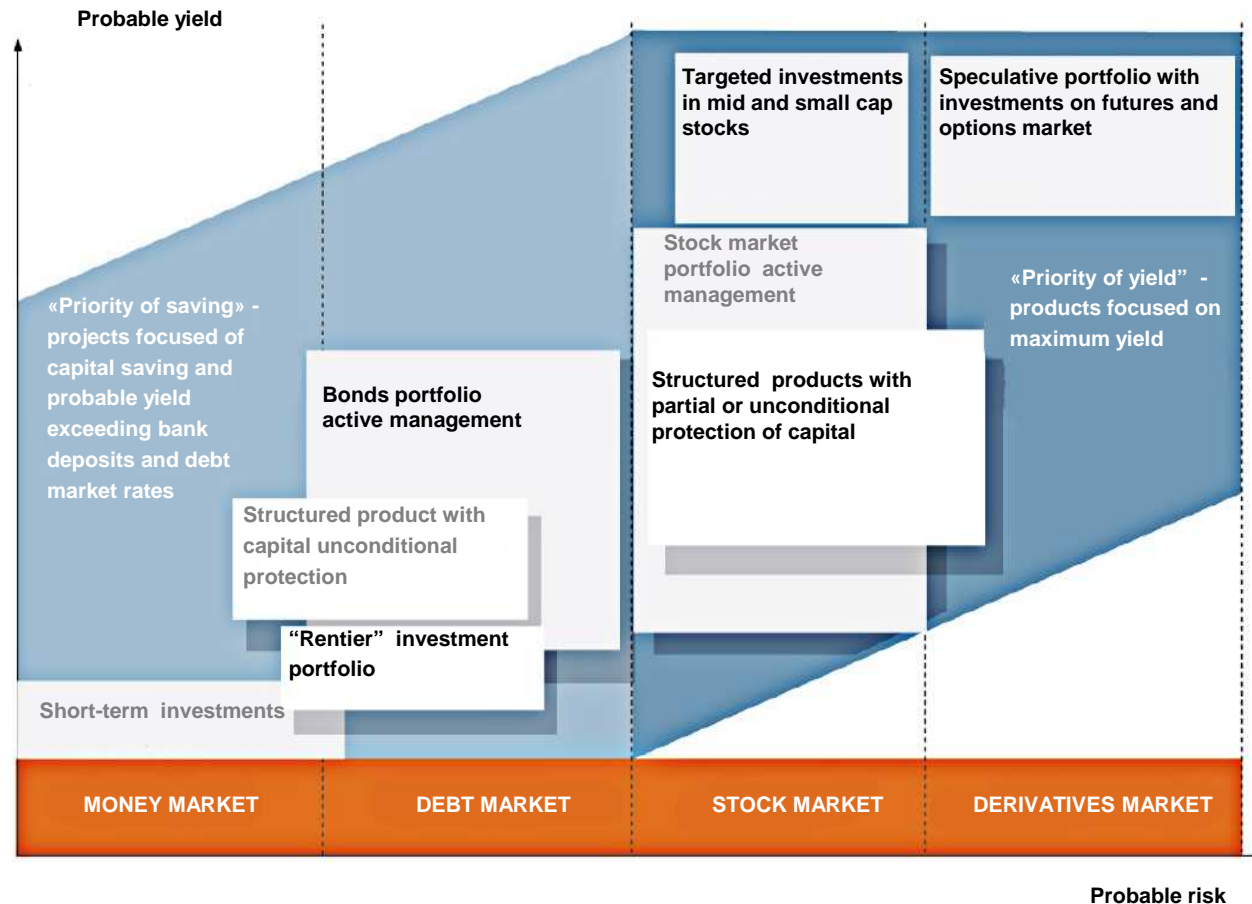 Probable yield
Targeted investments
in mid and small cap
stocks
Speculative portfolio with
investments on futures and
options market
Stock market
portfolio active
management
«Priority of yield” -
products focused on
maximum yield
«Priority of saving» -
projects focused of
capital saving and
probable yield
exceeding bank
deposits and debt
market rates
Bonds portfolio
active management
Structured products with
partial or unconditional
protection of capital
Structured product with
capital unconditional
protection
“Rentier” investment
portfolio
Short-term investments
MONEY MARKET
DEBT MARKET
STOCK MARKET
DERIVATIVES MARKET
Probable risk